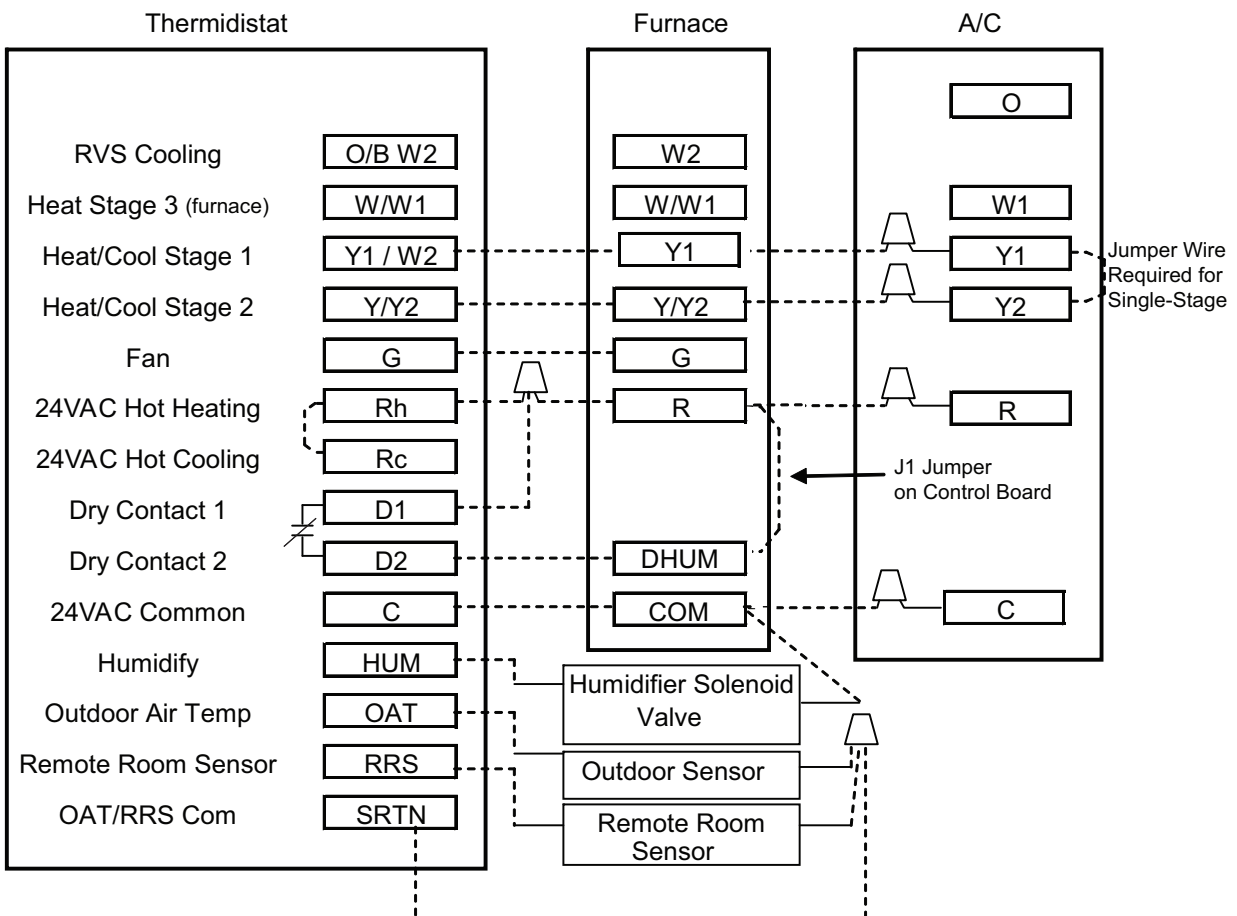 Thermidistat Furnace A/C
O
RVS Cooling O/B W2 W2
Heat Stage 3 (furnace) W/W1 W/W1 W1
Heat/Cool Stage 1 Y1 / W2 Y1 Y1
Jumper Wire
Required for
Single-Stage
Heat/Cool Stage 2 Y/Y2 Y/Y2 Y2
Fan G G
24VAC Hot Heating Rh R R
24VAC Hot Cooling Rc
J1 Jumper
on Control Board
Dry Contact 1 D1
Dry Contact 2 D2 DHUM
24VAC Common C COM C
Humidify HUM
Humidifier Solenoid
Valve
Outdoor Air Temp OAT
Outdoor Sensor
Remote Room Sensor RRS
Remote Room
Sensor
OAT/RRS Com SRTN